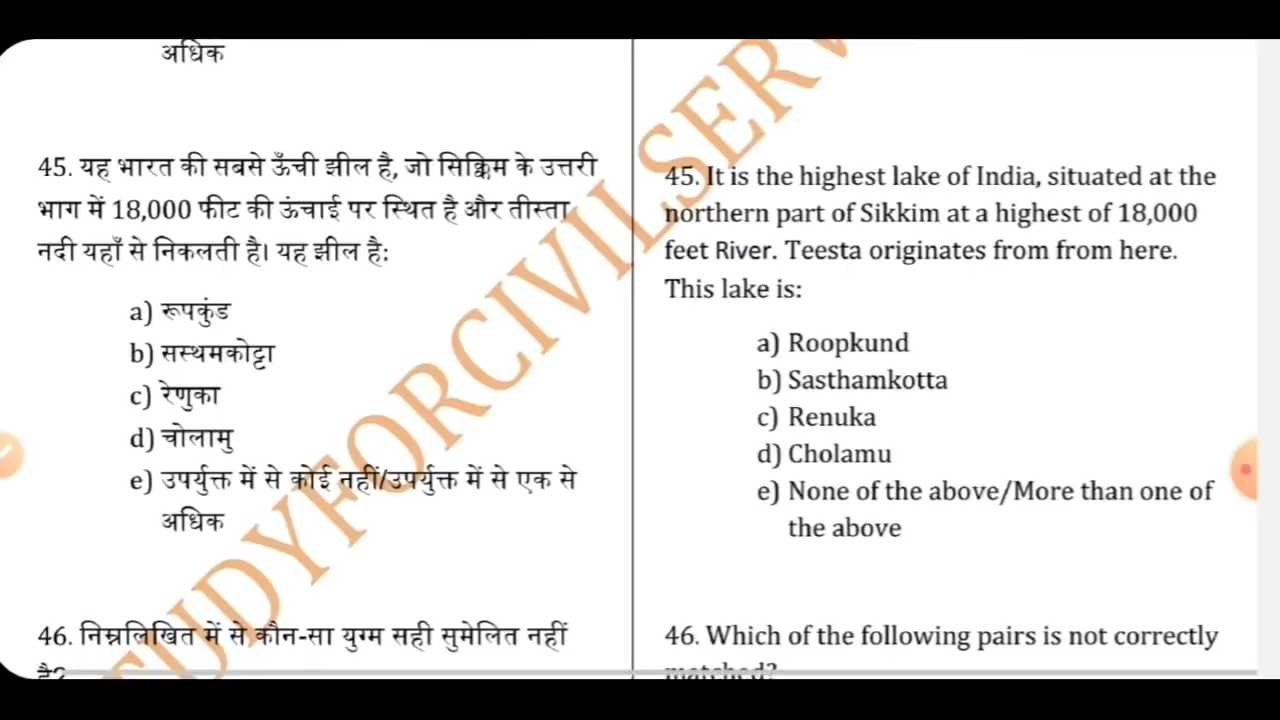 अधिक
45. यह भारत की सबसे ऊँची झील है, जो सिक्किम के उत्तरी
भाग में 18,000 फीट की ऊंचाई पर स्थित है और तीस्ता
नदी यहाँ से निकलती है। यह झील है:
a) रूपकुंड
b) सस्थमकोट्टा
c) रेणुका
d) चोलामु
e) उपर्युक्त में से कोई नहीं/उपर्युक्त में से एक से
अधिक
46. निम्नलिखित में से कौन-सा युग्म सही सुमेलित नहीं
है?
45. It is the highest lake of India, situated at the
northern part of Sikkim at a highest of 18,000
feet River. Teesta originates from from here.
This lake is:
a) Roopkund
b) Sasthamkotta
c) Renuka
d) Cholamu
e) None of the above/More than one of
the above
46. Which of the following pairs is not correctly
matched?
TUDYFORCIVILSERV